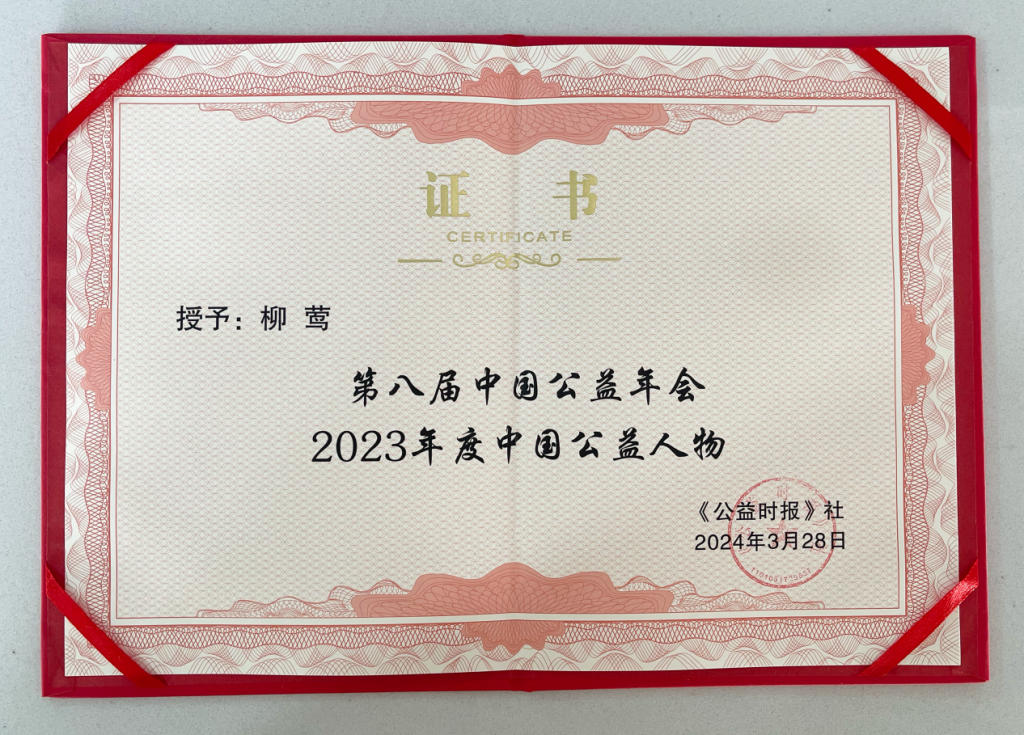 证 书
CERTIFICATE
授予：柳 莺
第八届中国公益年会
2023年度中国公益人物
《公益时报》社
2024年3月28日